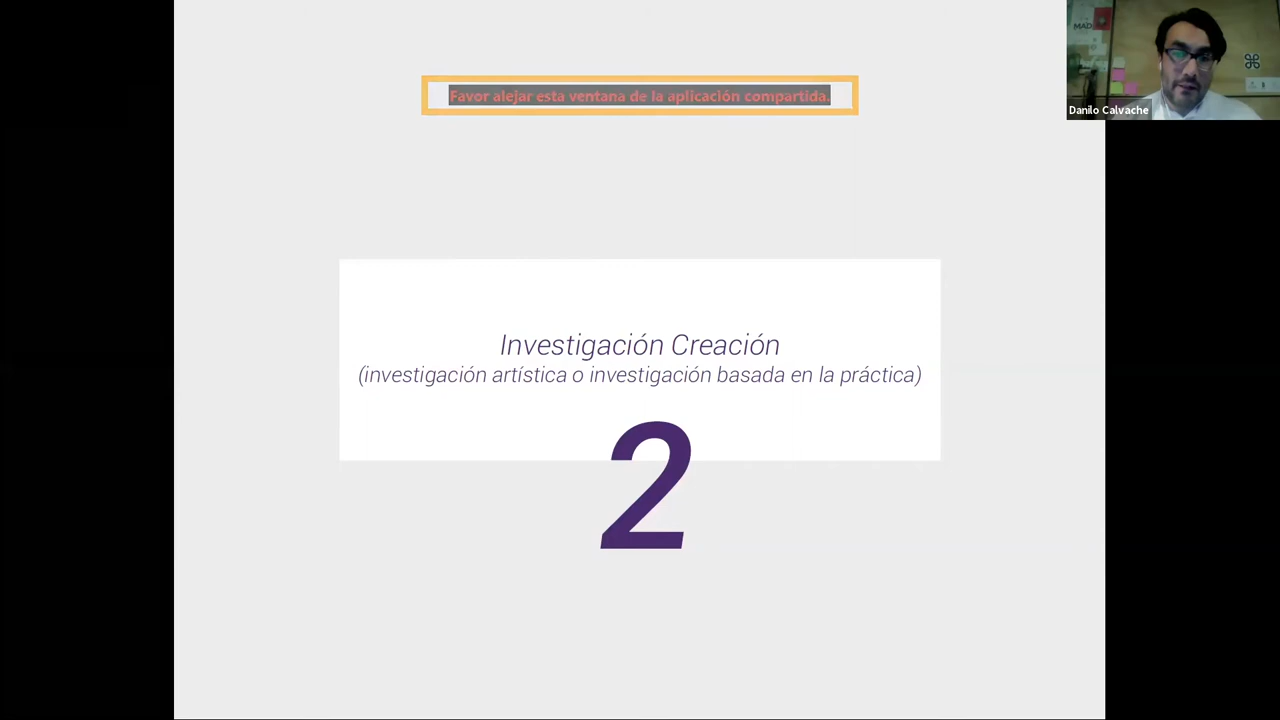 Favor alejar esta ventana de la aplicación compartida.
MAD
Danilo Calvache
Investigación Creación
(investigación artística o investigación basada en la práctica)
2